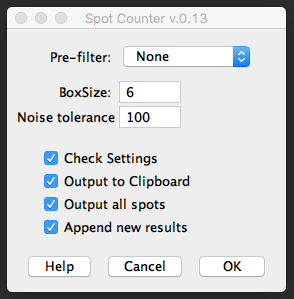 Spot Counter v.0.13
Pre-filter: None
BoxSize: 6
Noise tolerance 100
Check Settings
Output to Clipboard
Output all spots
Append new results
Help Cancel OK